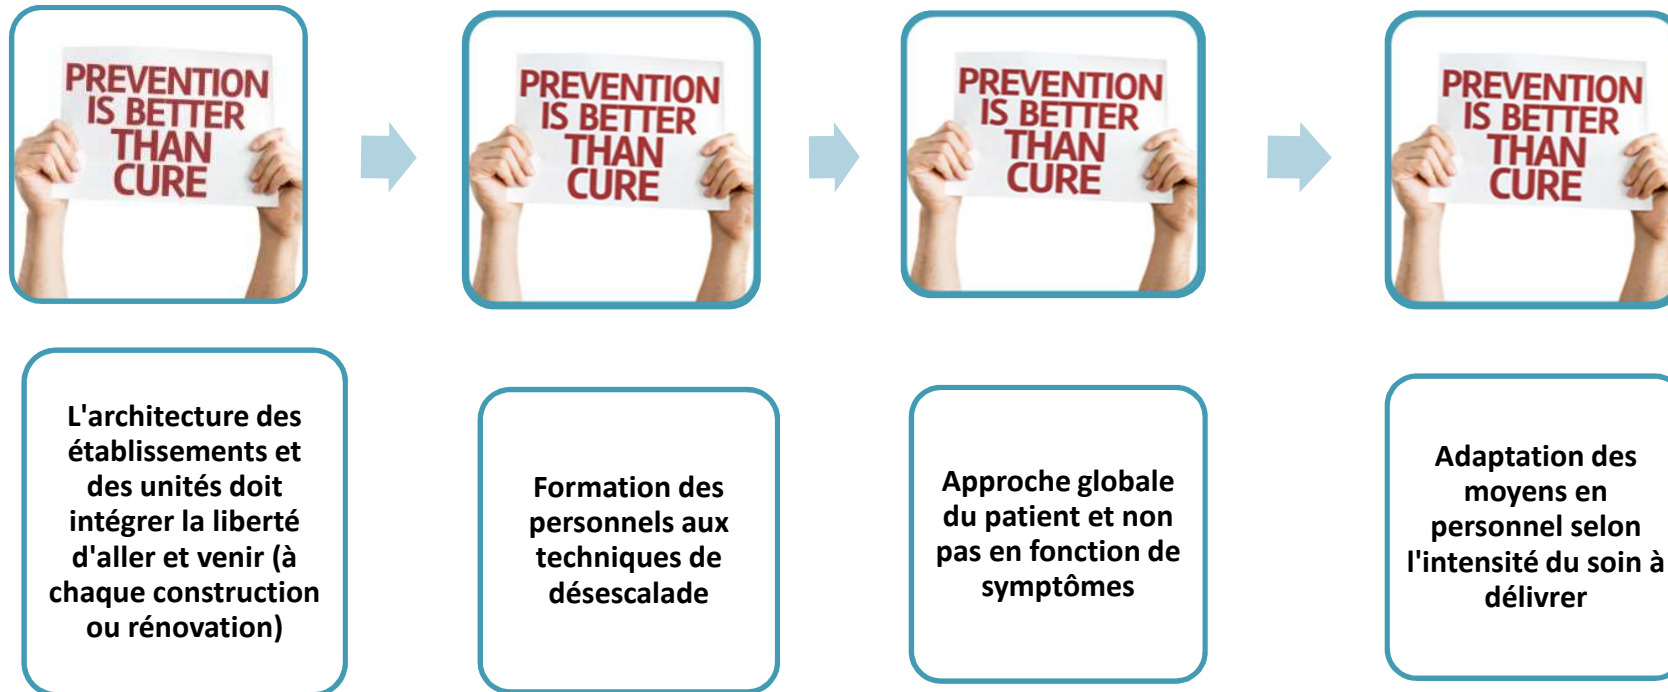 PREVENTION
IS BETTER
THAN
CURE
PREVENTION
IS BETTER
THAN
CURE
PREVENTION
IS BETTER
THAN
CURE
PREVENTION
IS BETTER
THAN
CURE
L'architecture des
établissements et
des unités doit
intégrer la liberté
d'aller et venir (à
chaque construction
ou rénovation)
Formation des
personnels aux
techniques de
désescalade
Approche globale
du patient et non
pas en fonction de
symptômes
Adaptation des
moyens en
personnel selon
l'intensité du soin à
délivrer